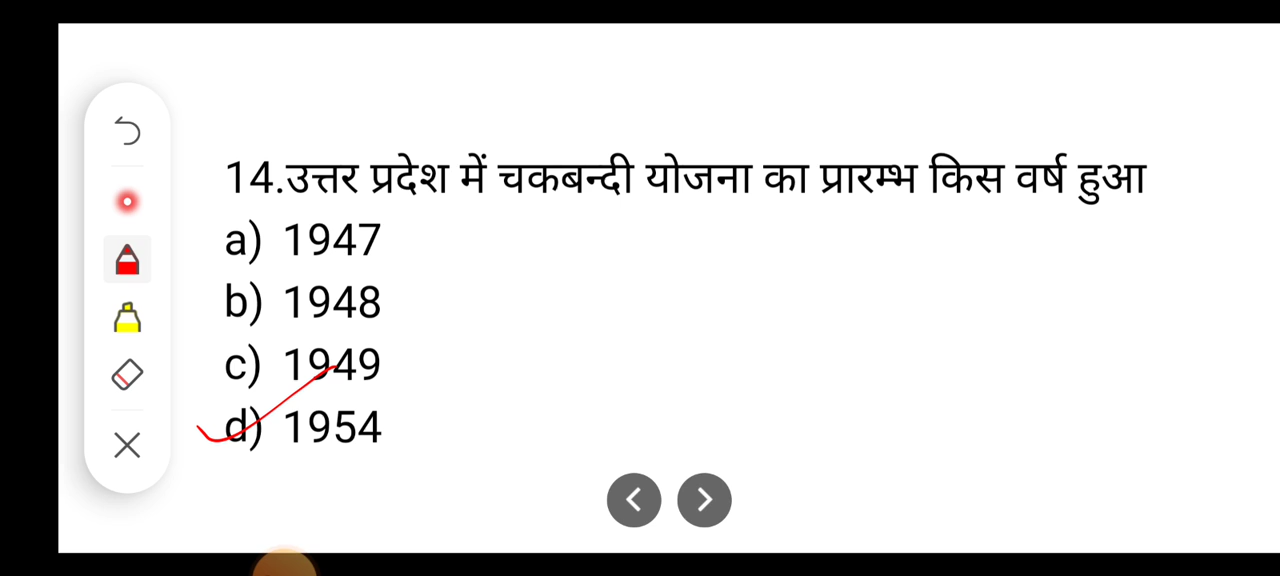 14.उत्तर प्रदेश में चकबन्दी योजना का प्रारम्भ किस वर्ष हुआ
a) 1947
b) 1948
c) 1949
d) 1954